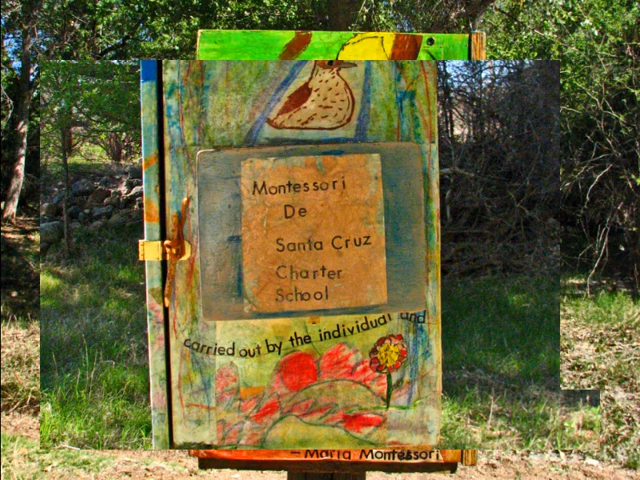 Montessori
De
Santa Cruz
Charter
School
carried out by the individual and
– Maria Montessori